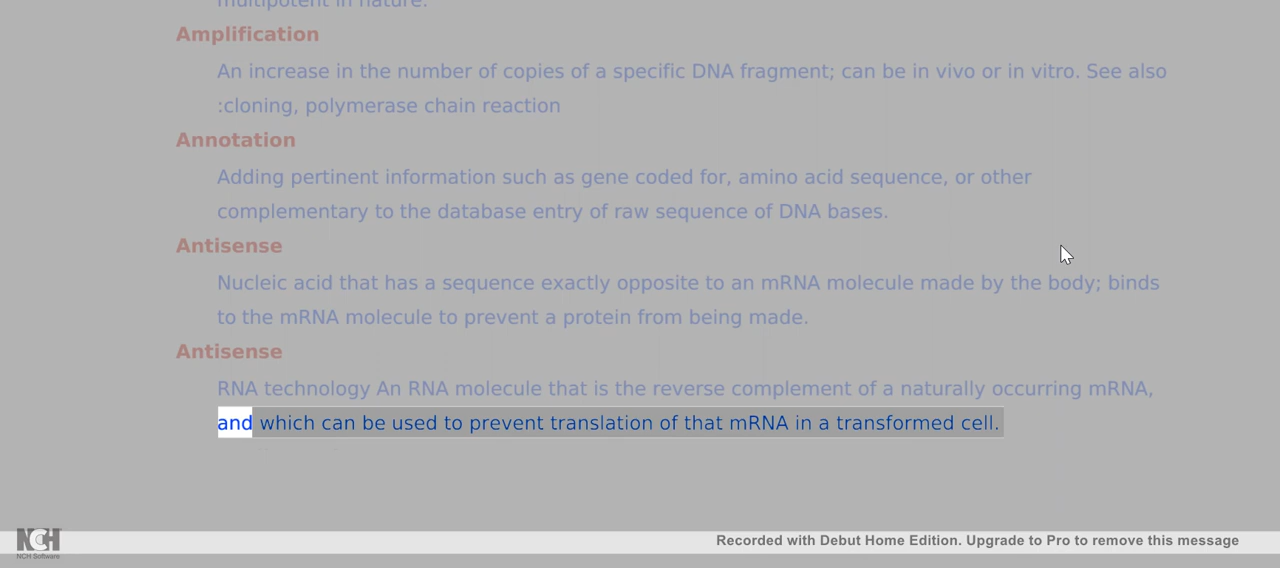 multipotent in nature.
Amplification
An increase in the number of copies of a specific DNA fragment; can be in vivo or in vitro. See also
:cloning, polymerase chain reaction
Annotation
Adding pertinent information such as gene coded for, amino acid sequence, or other
complementary to the database entry of raw sequence of DNA bases.
Antisense
Nucleic acid that has a sequence exactly opposite to an mRNA molecule made by the body; binds
to the mRNA molecule to prevent a protein from being made.
Antisense
RNA technology An RNA molecule that is the reverse complement of a naturally occurring mRNA,
and which can be used to prevent translation of that mRNA in a transformed cell.
NCH
NCH Software
Recorded with Debut Home Edition. Upgrade to Pro to remove this message